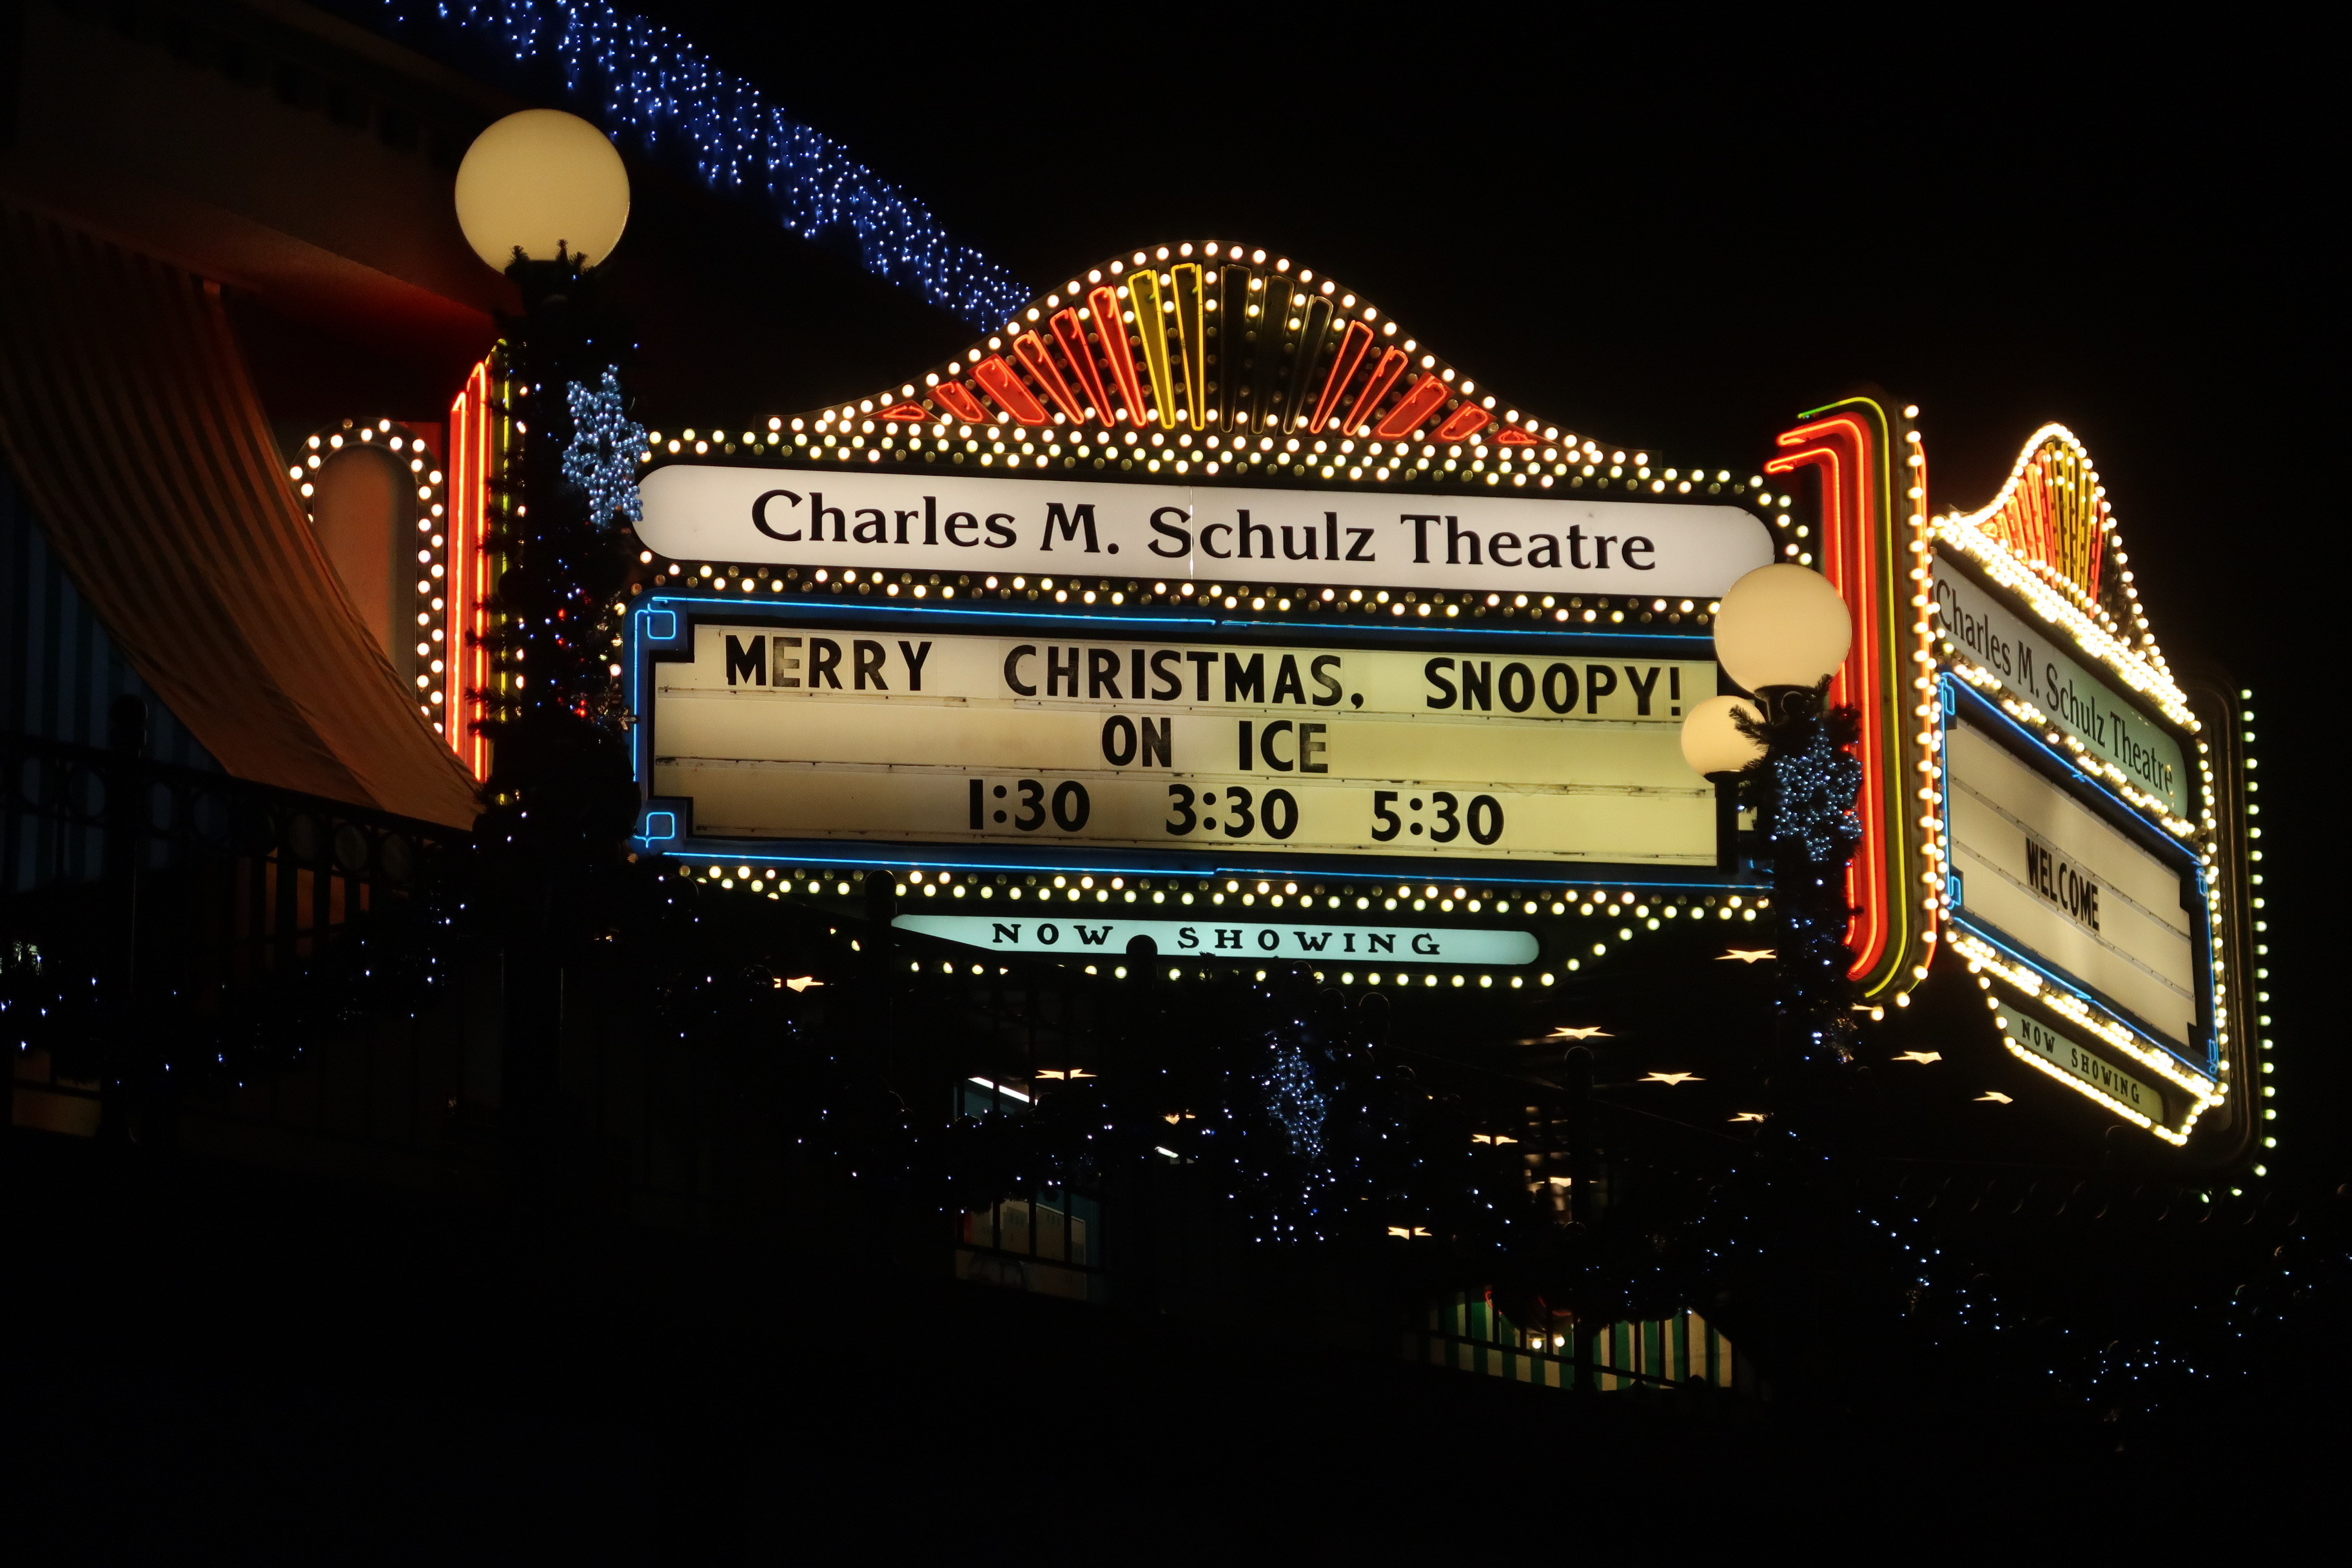 Charles M. Schulz Theatre
MERRY CHRISTMAS, SNOOPY!
ON ICE
1:30 3:30 5:30
NOW SHOWING
Charles M. Schulz Theatre
WELCOME
NOW SHOWING